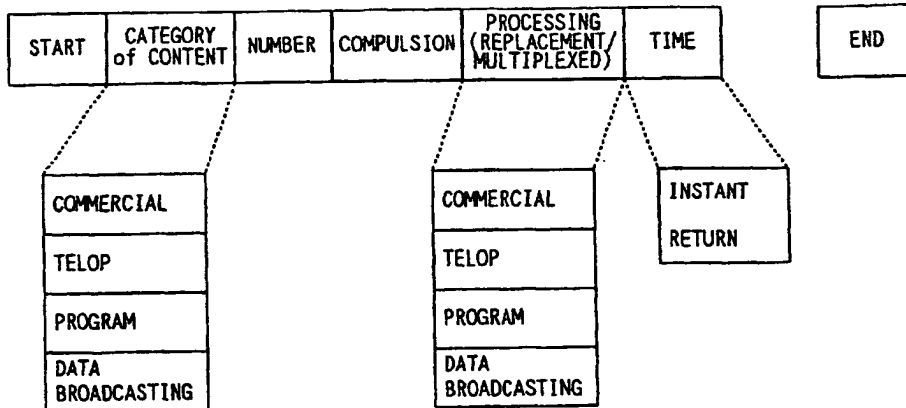 START
CATEGORY
of CONTENT
NUMBER
COMPULSION
PROCESSING
(REPLACEMENT/
MULTIPLEXED)
TIME
END
COMMERCIAL
TELOP
PROGRAM
DATA
BROADCASTING
COMMERCIAL
TELOP
PROGRAM
DATA
BROADCASTING
INSTANT
RETURN